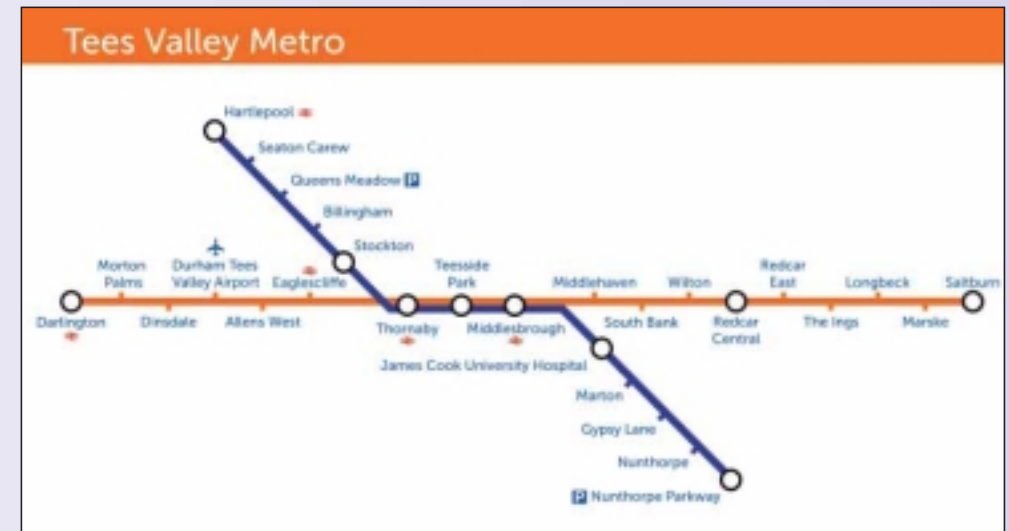 Tees Valley Metro
Hartlepool
Seaton Carew
Queens Meadow P
Billingham
Stockton
Morton
Palms
Durham Tees
Valley Airport
Eaglescliffe
Teesside
Park
Middlehaven
Wilton
Redcar
East
Longbeck
Saltburn
Darlington
Dinsdale
Allens West
Thornaby
Middlesbrough
South Bank
Redcar
Central
The Ings
Marske
James Cook University Hospital
Marton
Gypsy Lane
Nunthorpe
P Nunthorpe Parkway